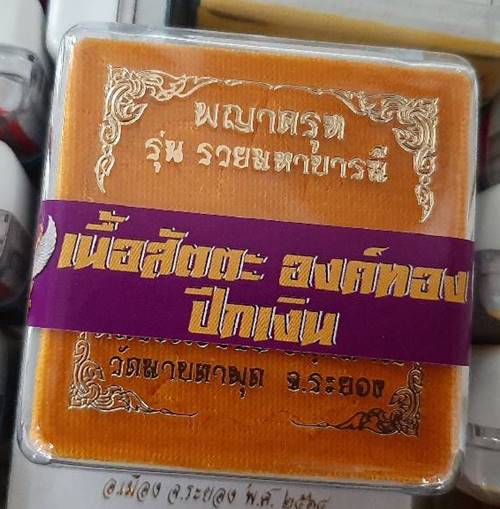 พญาครุฑ
รุ่น รวยมหาบารมี
เนื้อสัตตะ องค์ทอง
ปีกเงิน
วัดมาบตาพุด จ.ระยอง
อ.เมือง จ.ระยอง พ.ศ. ๒๕๖๔